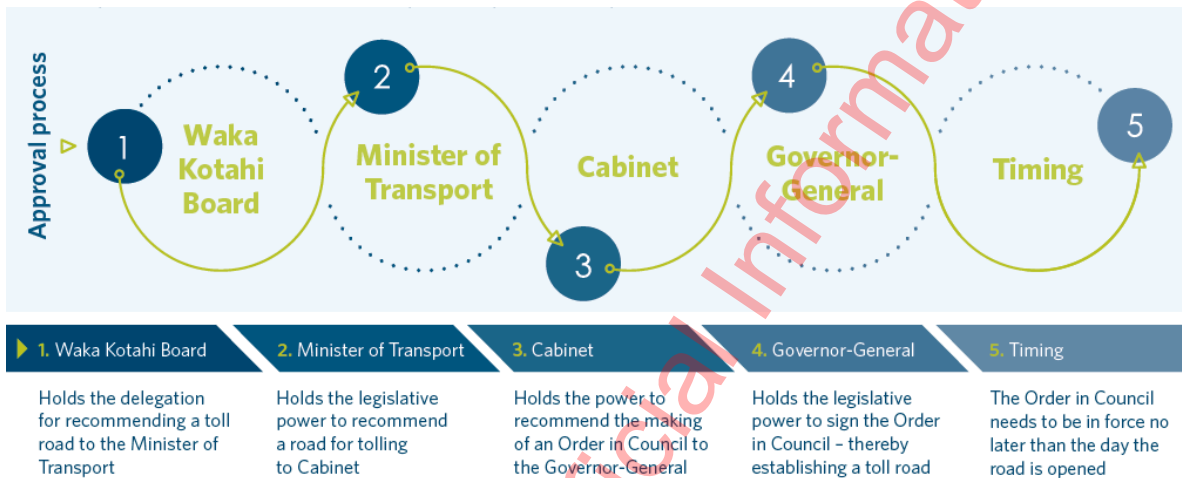 Approval process
1
Waka
Kotahi
Board
2
Minister of
Transport
3
Cabinet
4
Governor-
General
5
Timing
1. Waka Kotahi Board
Holds the delegation
for recommending a toll
road to the Minister of
Transport
2. Minister of Transport
Holds the legislative
power to recommend
a road for tolling
to Cabinet
3. Cabinet
Holds the power to
recommend the making
of an Order in Council to
the Governor-General
4. Governor-General
Holds the legislative
power to sign the Order
in Council – thereby
establishing a toll road
5. Timing
The Order in Council
needs to be in force no
later than the day the
road is opened